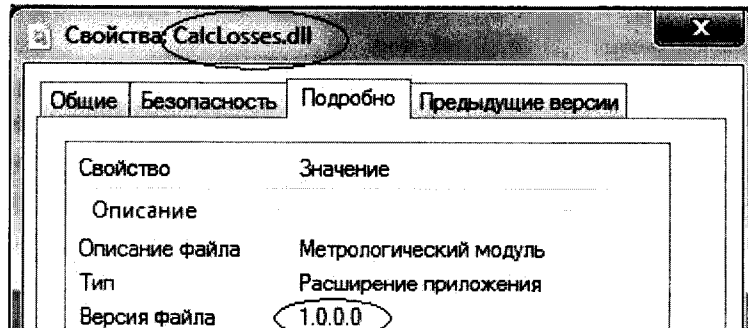 Свойства: CalcLosses.dll
X
Общие Безопасность Подробно Предыдущие версии
Свойство Значение
Описание
Описание файла Метрологический модуль
Тип Расширение приложения
Версия файла 1.0.0.0